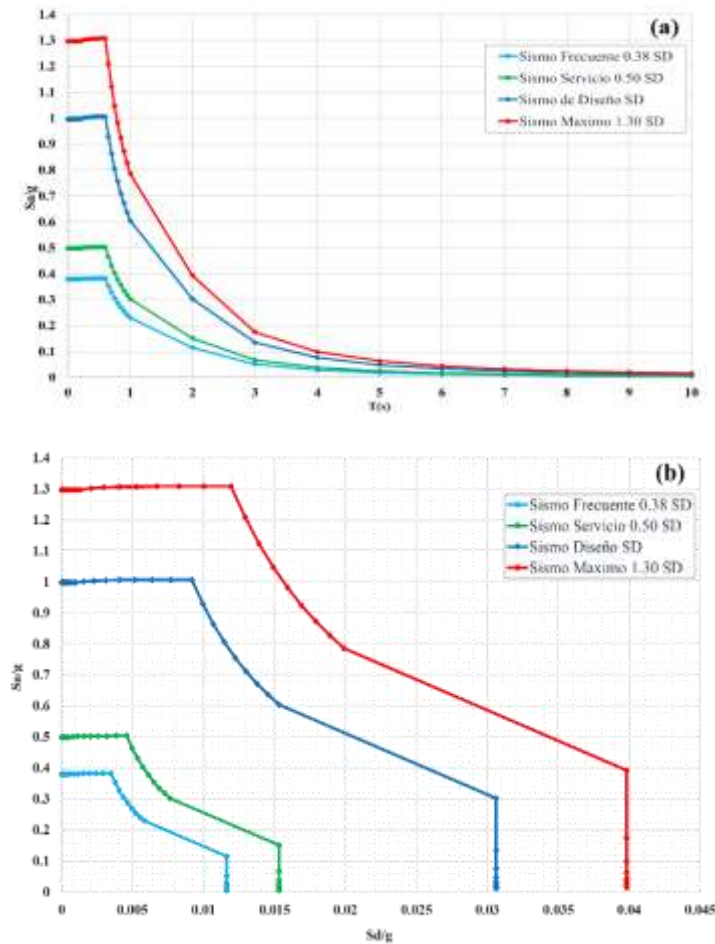 (a)
1.4
1.3
1.2
1.1
1
0.9
0.8
0.7
0.6
0.5
0.4
0.3
0.2
0.1
0
Sa/g
Sismo Frecuente 0.38 SD
Sismo Servicio 0.50 SD
Sismo de Diseño SD
Sismo Maximo 1.30 SD
0 1 2 3 4 5 6 7 8 9 10
T(s)
(b)
1.4
1.3
1.2
1.1
1
0.9
0.8
0.7
0.6
0.5
0.4
0.3
0.2
0.1
0
Sa/g
Sismo Frecuente 0.38 SD
Sismo Servicio 0.50 SD
Sismo Diseño SD
Sismo Maximo 1.30 SD
0 0.005 0.01 0.015 0.02 0.025 0.03 0.035 0.04 0.045
Sd/g